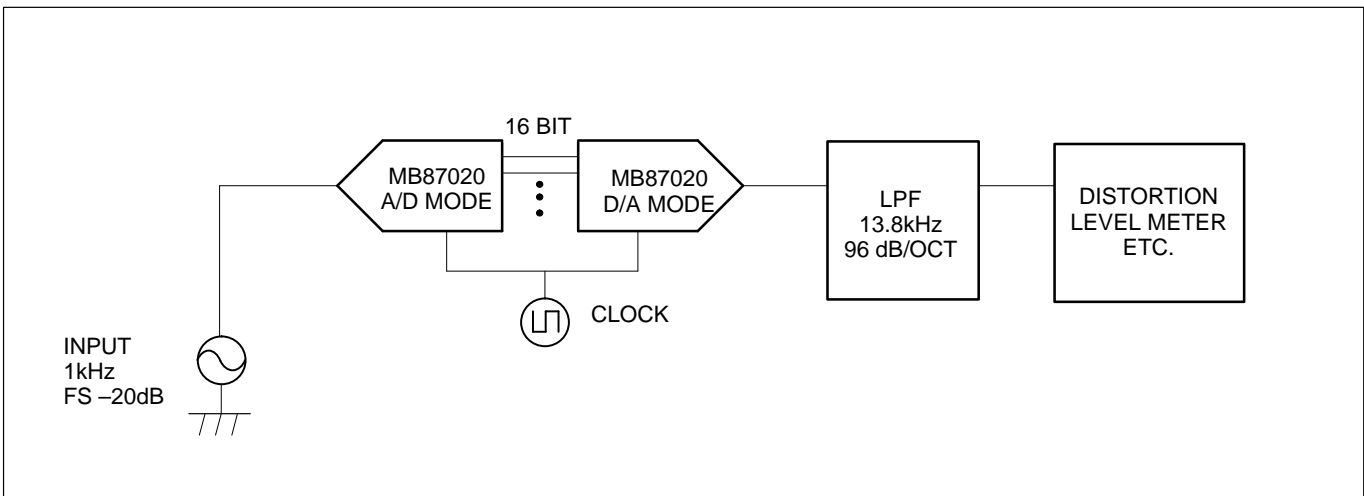 16 BIT
MB87020
A/D MODE
MB87020
D/A MODE
LPF
13.8kHz
96 dB/OCT
DISTORTION
LEVEL METER
ETC.
CLOCK
INPUT
1kHz
FS –20dB